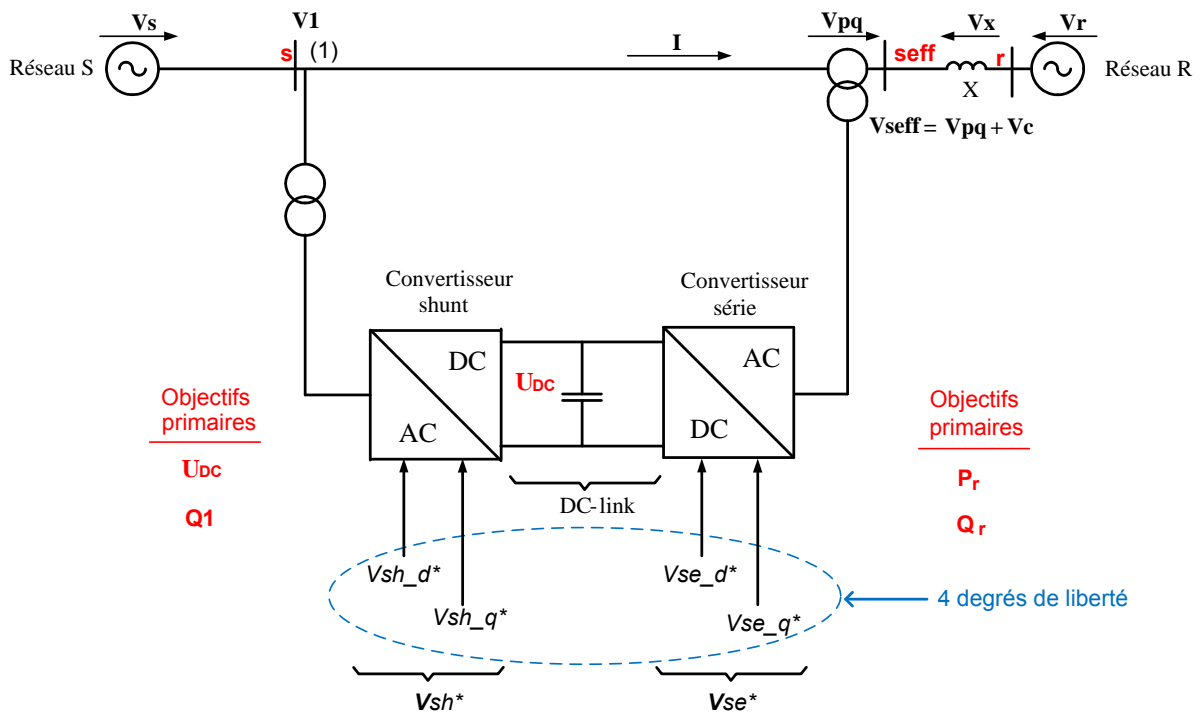 Vs
V1
I
Vpq
Vx
Vr
Réseau S
s
(1)
seff
r
X
Réseau R
Vseff = Vpq + Vc
Convertisseur
shunt
Convertisseur
série
DC
AC
UDC
AC
DC
Objectifs
primaires
UDC
Q1
Objectifs
primaires
Pr
Qr
DC-link
Vsh_d*
Vsh_q*
Vse_d*
Vse_q*
4 degrés de liberté
Vsh*
Vse*